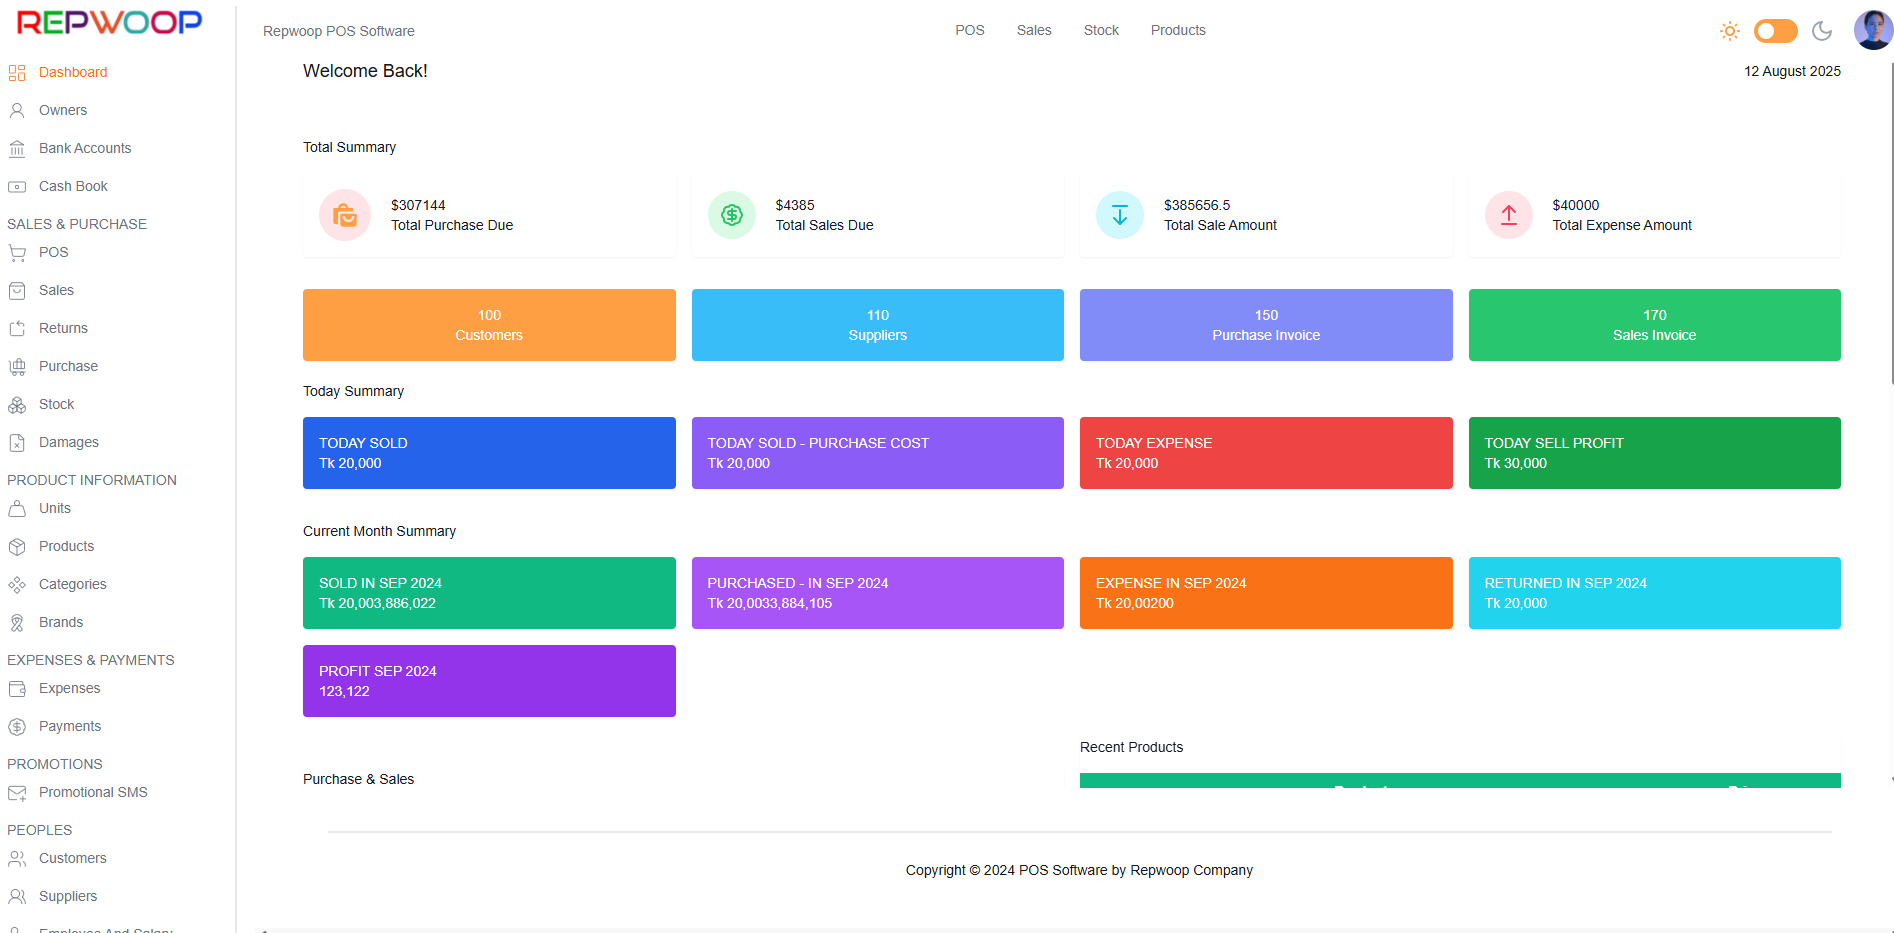 REPWOOP
Dashboard
Owners
Bank Accounts
Cash Book
SALES & PURCHASE
POS
Sales
Returns
Purchase
Stock
Damages
PRODUCT INFORMATION
Units
Products
Categories
Brands
EXPENSES & PAYMENTS
Expenses
Payments
PROMOTIONS
Promotional SMS
PEOPLES
Customers
Suppliers
Employee And Salary
Repwoop POS Software
POS Sales Stock Products
Welcome Back!
12 August 2025
Total Summary
$307144
Total Purchase Due
$4385
Total Sales Due
$385656.5
Total Sale Amount
$40000
Total Expense Amount
100
Customers
110
Suppliers
150
Purchase Invoice
170
Sales Invoice
Today Summary
TODAY SOLD
Tk 20,000
TODAY SOLD - PURCHASE COST
Tk 20,000
TODAY EXPENSE
Tk 20,000
TODAY SELL PROFIT
Tk 30,000
Current Month Summary
SOLD IN SEP 2024
Tk 20,003,886,022
PURCHASED - IN SEP 2024
Tk 20,0033,884,105
EXPENSE IN SEP 2024
Tk 20,00200
RETURNED IN SEP 2024
Tk 20,000
PROFIT SEP 2024
123,122
Purchase & Sales
Recent Products
Copyright © 2024 POS Software by Repwoop Company